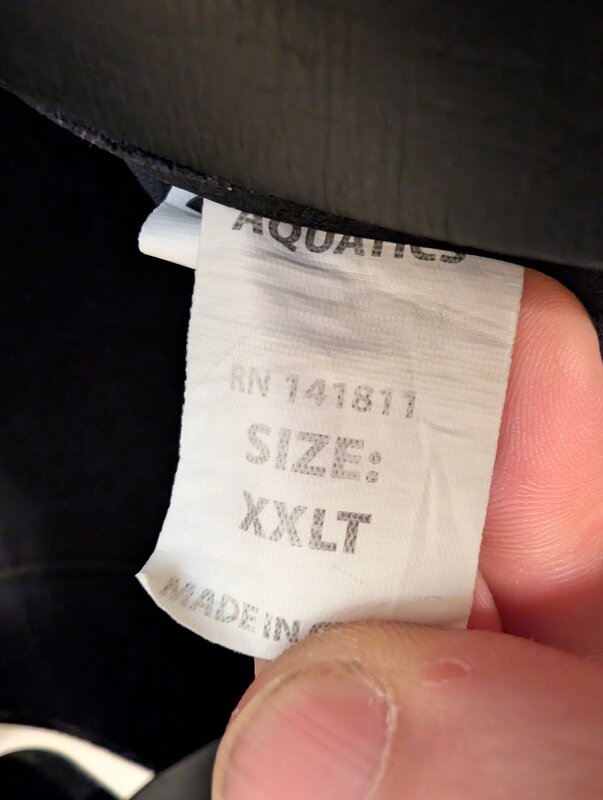 AQUATICS
RN 141811
SIZE:
XXLT
MADE IN